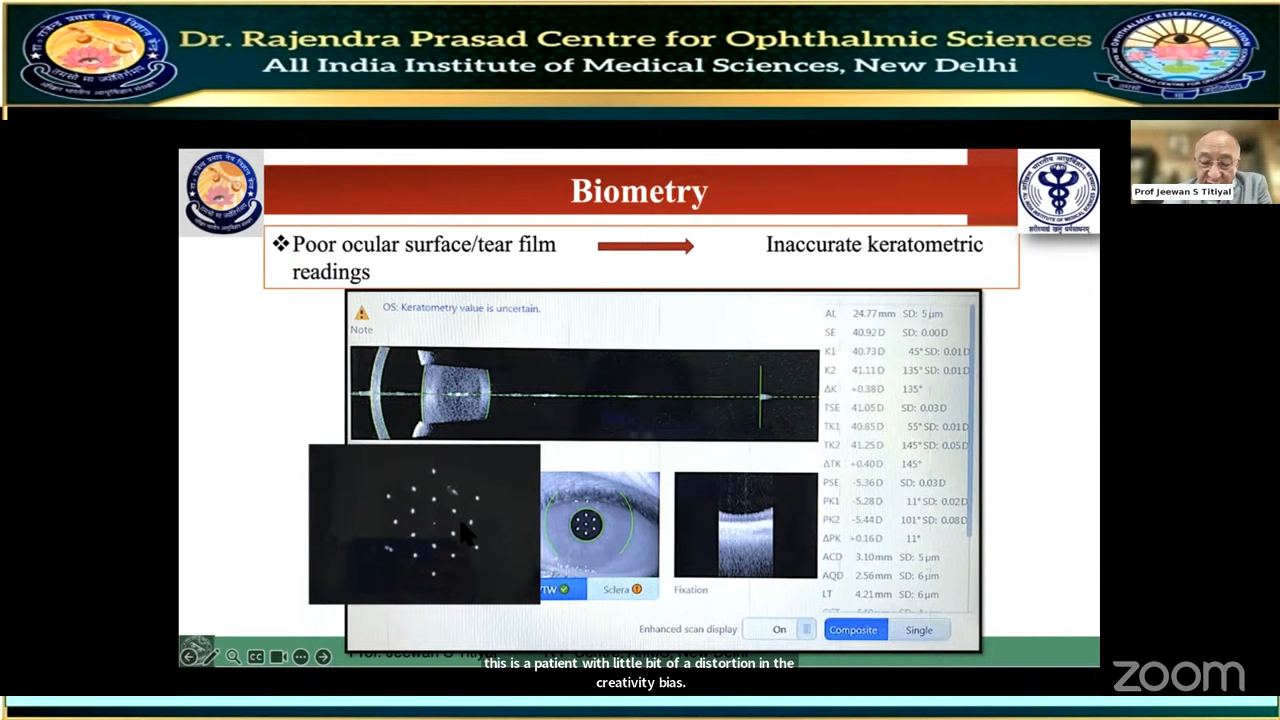 Dr. Rajendra Prasad Centre for Ophthalmic Sciences
All India Institute of Medical Sciences, New Delhi
Prof Jeewan S Titiyal
Biometry
❖Poor ocular surface/tear film Inaccurate keratometric
readings
OS: Keratometry value is uncertain.
Note
AL 24.77 mm SD: 5 µm
SE 40.92 D SD: 0.00 D
K1 40.73 D 45° SD: 0.01 D
K2 41.11 D 135° SD: 0.01 D
ΔK +0.38 D 135°
TSE 41.05 D SD: 0.03 D
TK1 40.85 D 55° SD: 0.01 D
TK2 41.25 D 145° SD: 0.05 D
ΔTK +0.40 D 145°
PSE -5.36 D SD: 0.03 D
PK1 -5.28 D 11° SD: 0.02 D
PK2 -5.44 D 101° SD: 0.08 D
ΔPK +0.16 D 11°
ACD 3.10 mm SD: 5 µm
AQD 2.56 mm SD: 6 µm
LT 4.21 mm SD: 6 µm
Sclera
Fixation
Enhanced scan display On Composite Single
this is a patient with little bit of a distortion in the
creativity bias.
zoom